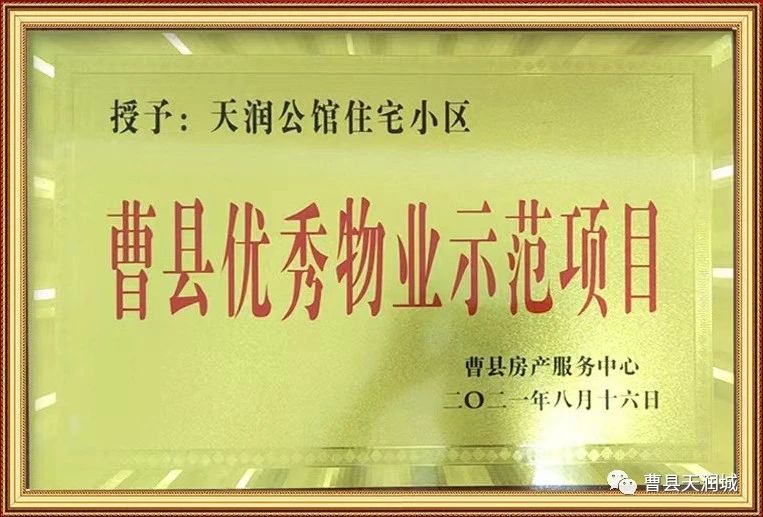 授予：天润公馆住宅小区
曹县优秀物业示范项目
曹县房产服务中心
二〇二一年八月十六日
曹县天润城